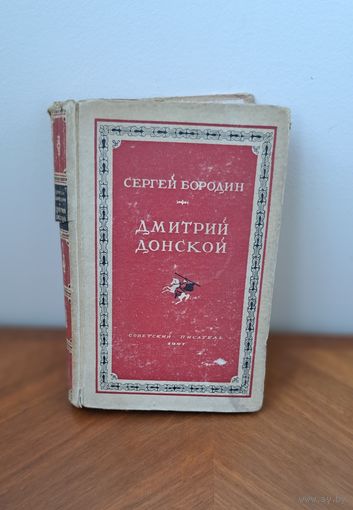 СЕРГЕЙ БОРОДИН
ДМИТРИЙ
ДОНСКОЙ
СОВЕТСКИЙ ПИСАТЕЛЬ